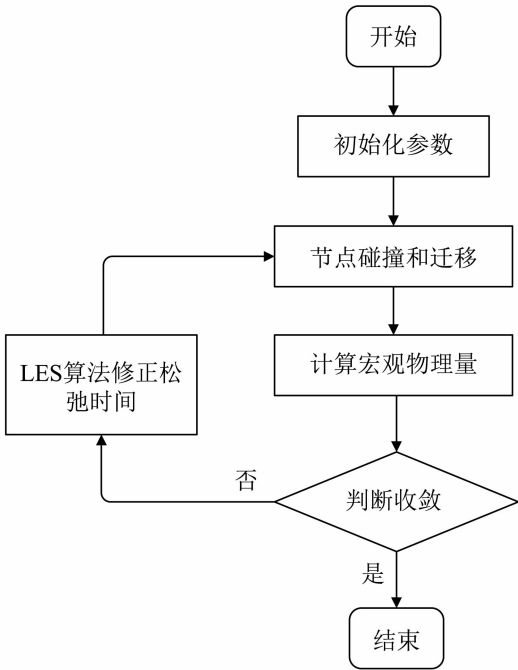 开始
初始化参数
节点碰撞和迁移
计算宏观物理量
LES算法修正松
弛时间
否
判断收敛
是
结束